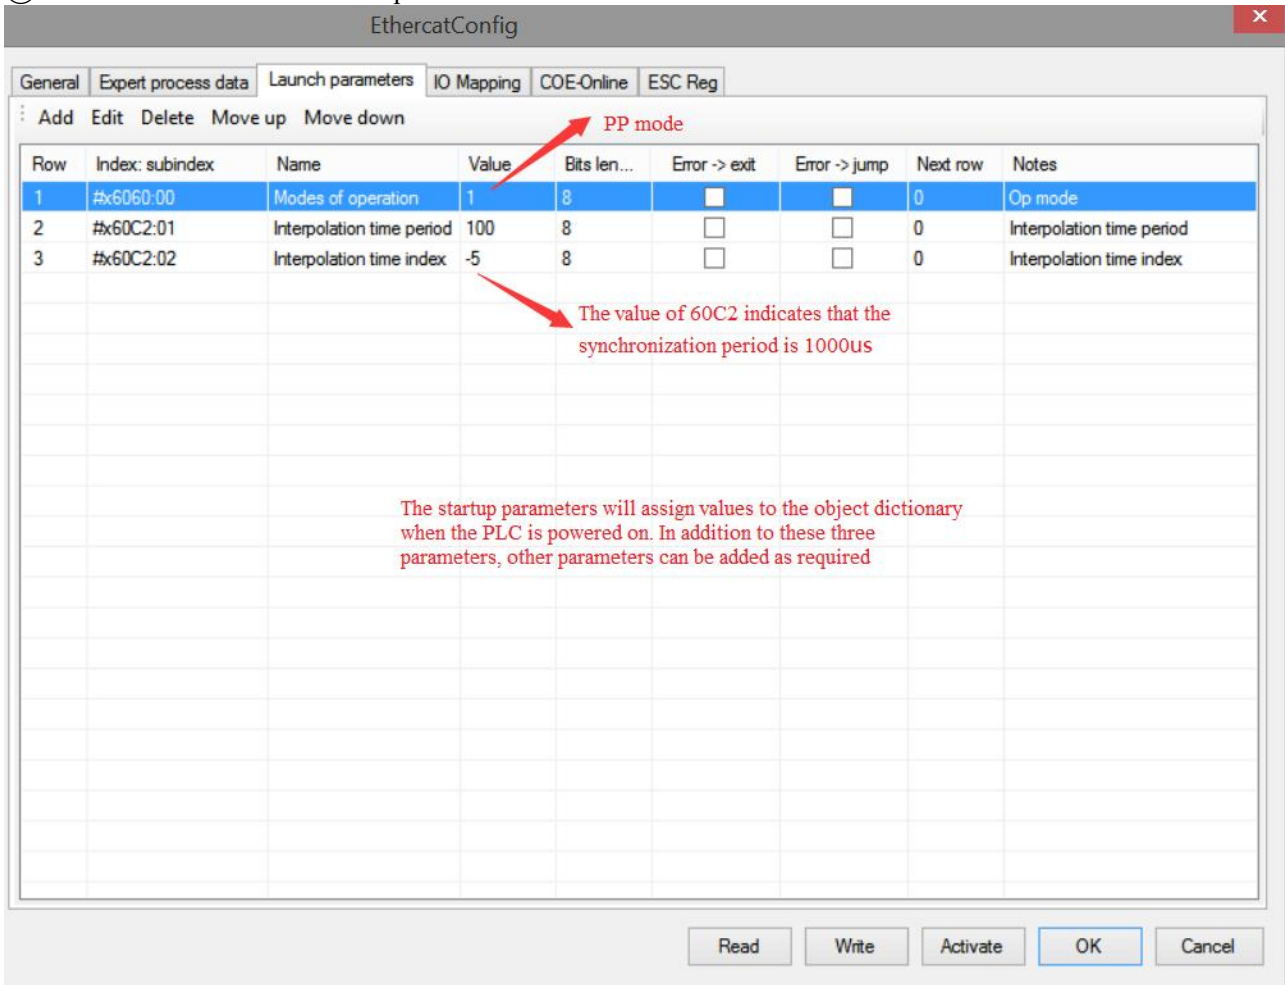 EthercatConfig
General Expert process data Launch parameters IO Mapping COE-Online ESC Reg
Add Edit Delete Move up Move down
PP mode
Row Index: subindex Name Value Bits len... Error -> exit Error -> jump Next row Notes
1 #x6060:00 Modes of operation 1 8 0 Op mode
2 #x60C2:01 Interpolation time period 100 8 0 Interpolation time period
3 #x60C2:02 Interpolation time index -5 8 0 Interpolation time index
The value of 60C2 indicates that the
synchronization period is 1000us
The startup parameters will assign values to the object dictionary
when the PLC is powered on. In addition to these three
parameters, other parameters can be added as required
Read Write Activate OK Cancel